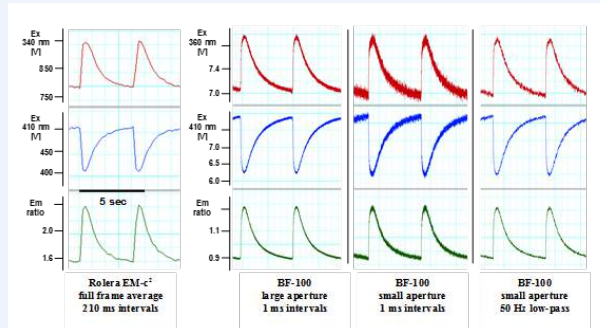 Ex
340 nm
[V]
850
750
410 nm
[V]
450
400
5 sec
Em
ratio
2.0
1.6
Rolera EM-c²
full frame average
210 ms intervals
Ex
360 nm
[V]
7.4
7.0
Ex
410 nm
[V]
7.0
6.5
6.0
Em
ratio
1.1
0.9
BF-100
large aperture
1 ms intervals
BF-100
small aperture
1 ms intervals
BF-100
small aperture
50 Hz low-pass